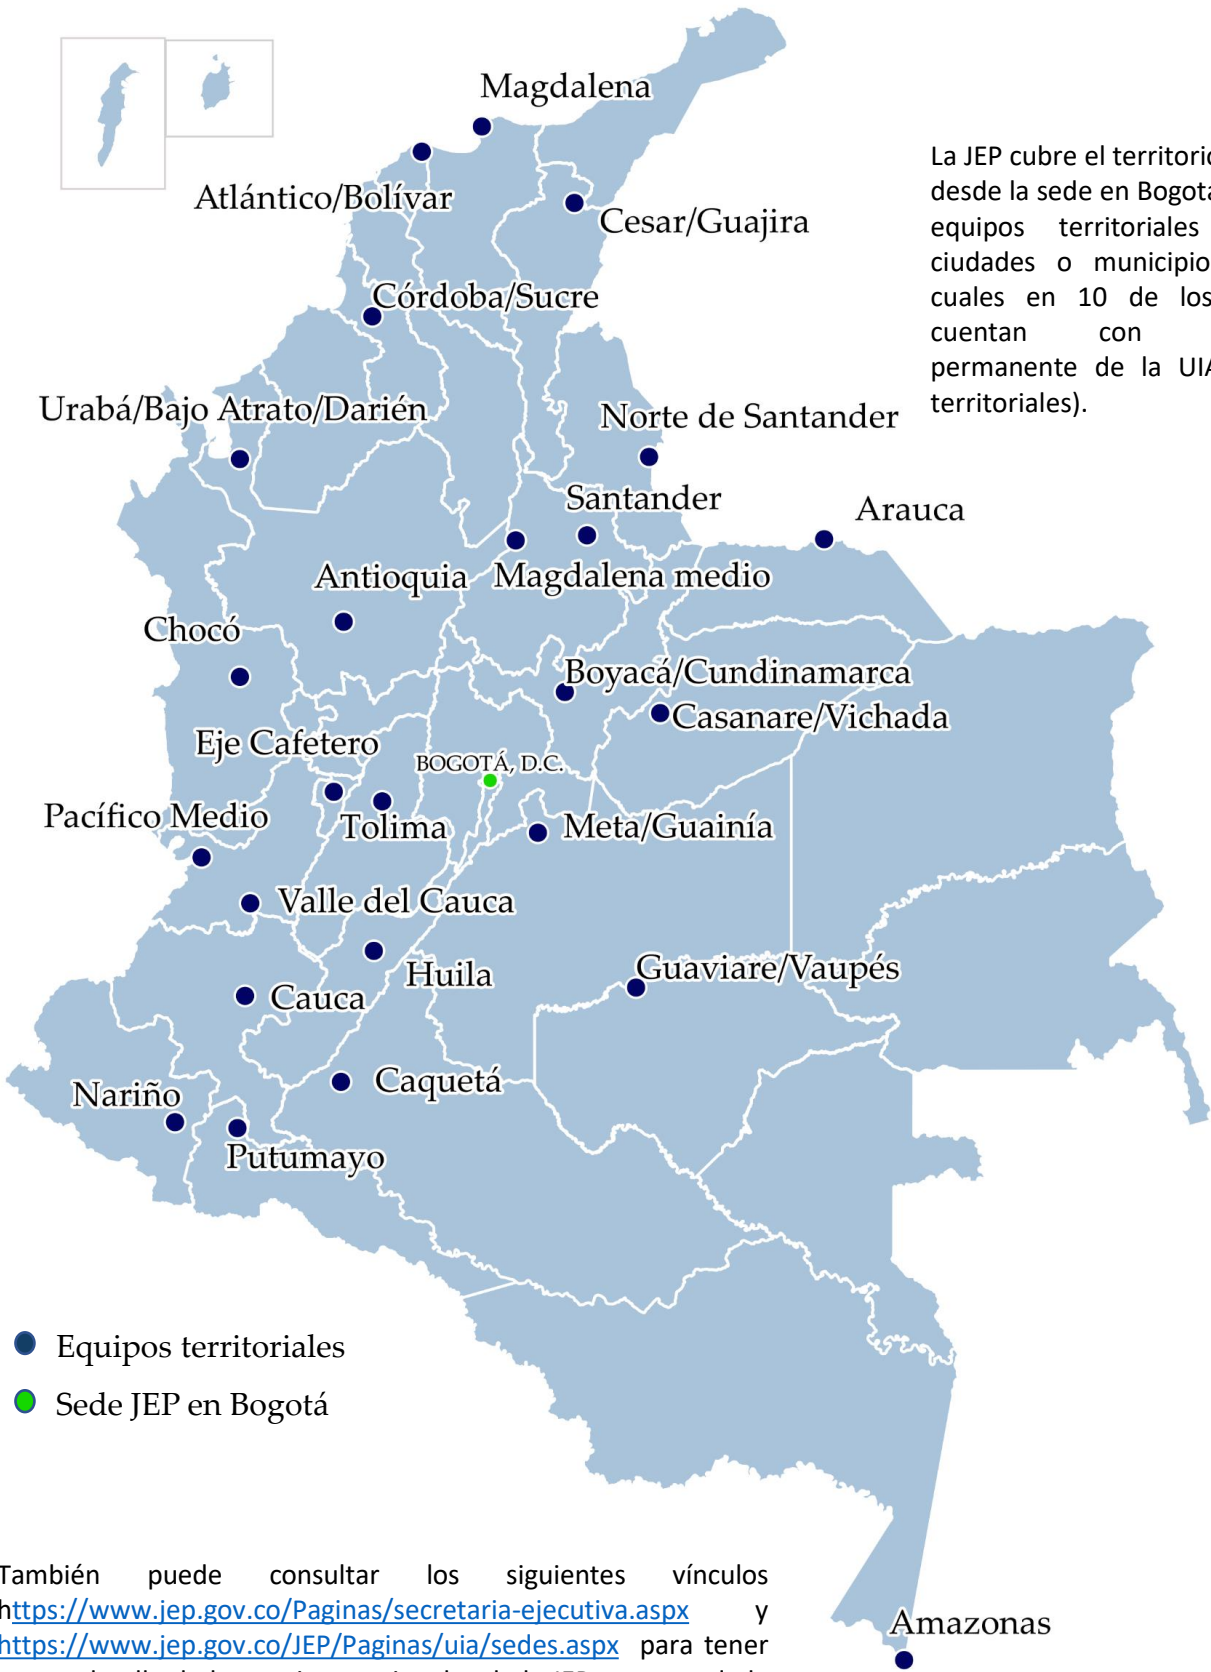 Magdalena
La JEP cubre el territorio
desde la sede en Bogotá
Atlántico/Bolívar
equipos territoriales
Cesar/Guajira
ciudades o municipio
Córdoba/Sucre
cuales en 10 de los
cuentan con
permanente de la UIA
territoriales).
Urabá/Bajo Atrato/Darién
Norte de Santander
Santander
Arauca
Antioquia
Magdalena medio
Chocó
Boyacá/Cundinamarca
Casanare/Vichada
Eje Cafetero
BOGOTÁ, D.C.
Pacífico Medio
Tolima
Meta/Guainía
Valle del Cauca
Huila
Guaviare/Vaupés
Cauca
Caquetá
Nariño
Putumayo
Equipos territoriales
Sede JEP en Bogotá
También puede consultar los siguientes vínculos
https://www.jep.gov.co/Paginas/secretaria-ejecutiva.aspx y
https://www.jep.gov.co/JEP/Paginas/uia/sedes.aspx para tener
Amazonas